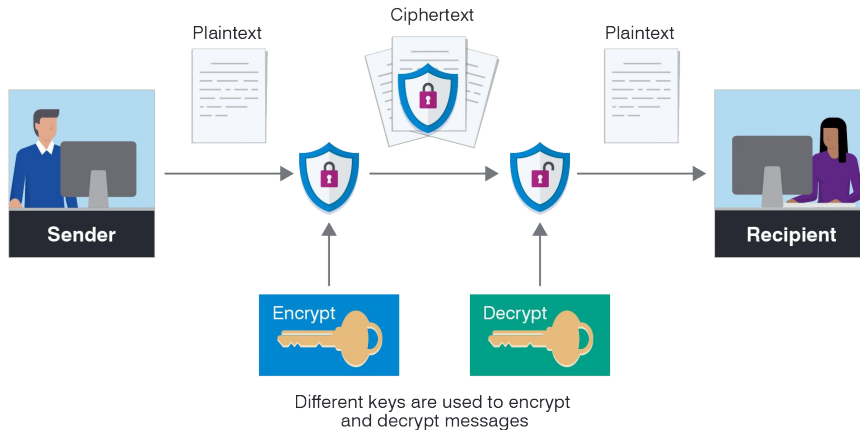 Ciphertext
Plaintext
Plaintext
Sender
Recipient
Encrypt
Decrypt
Different keys are used to encrypt
and decrypt messages